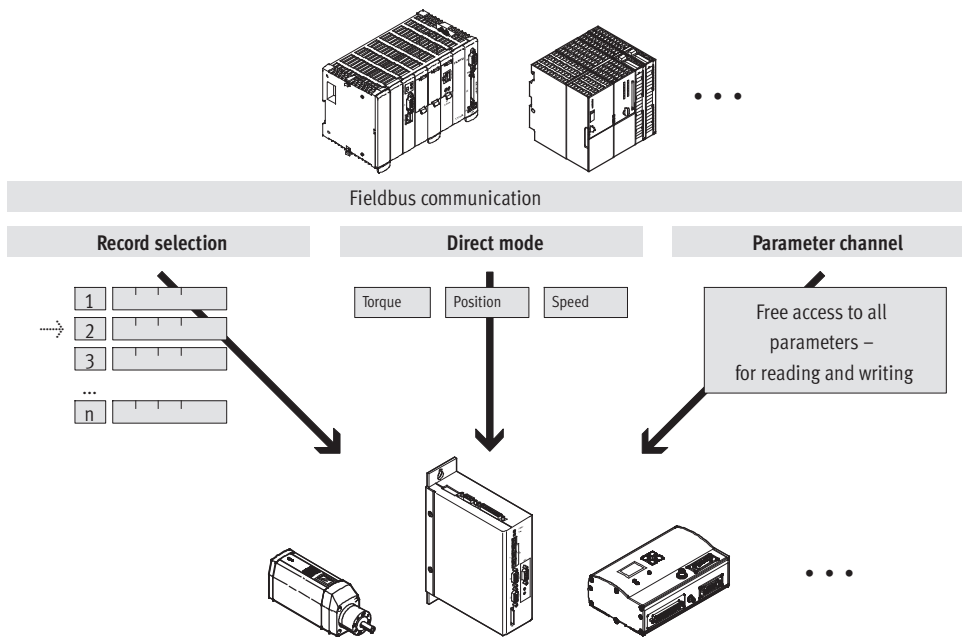 Fieldbus communication
Record selection
Direct mode
Parameter channel
1
2
3
...
n
Torque
Position
Speed
Free access to all
parameters –
for reading and writing